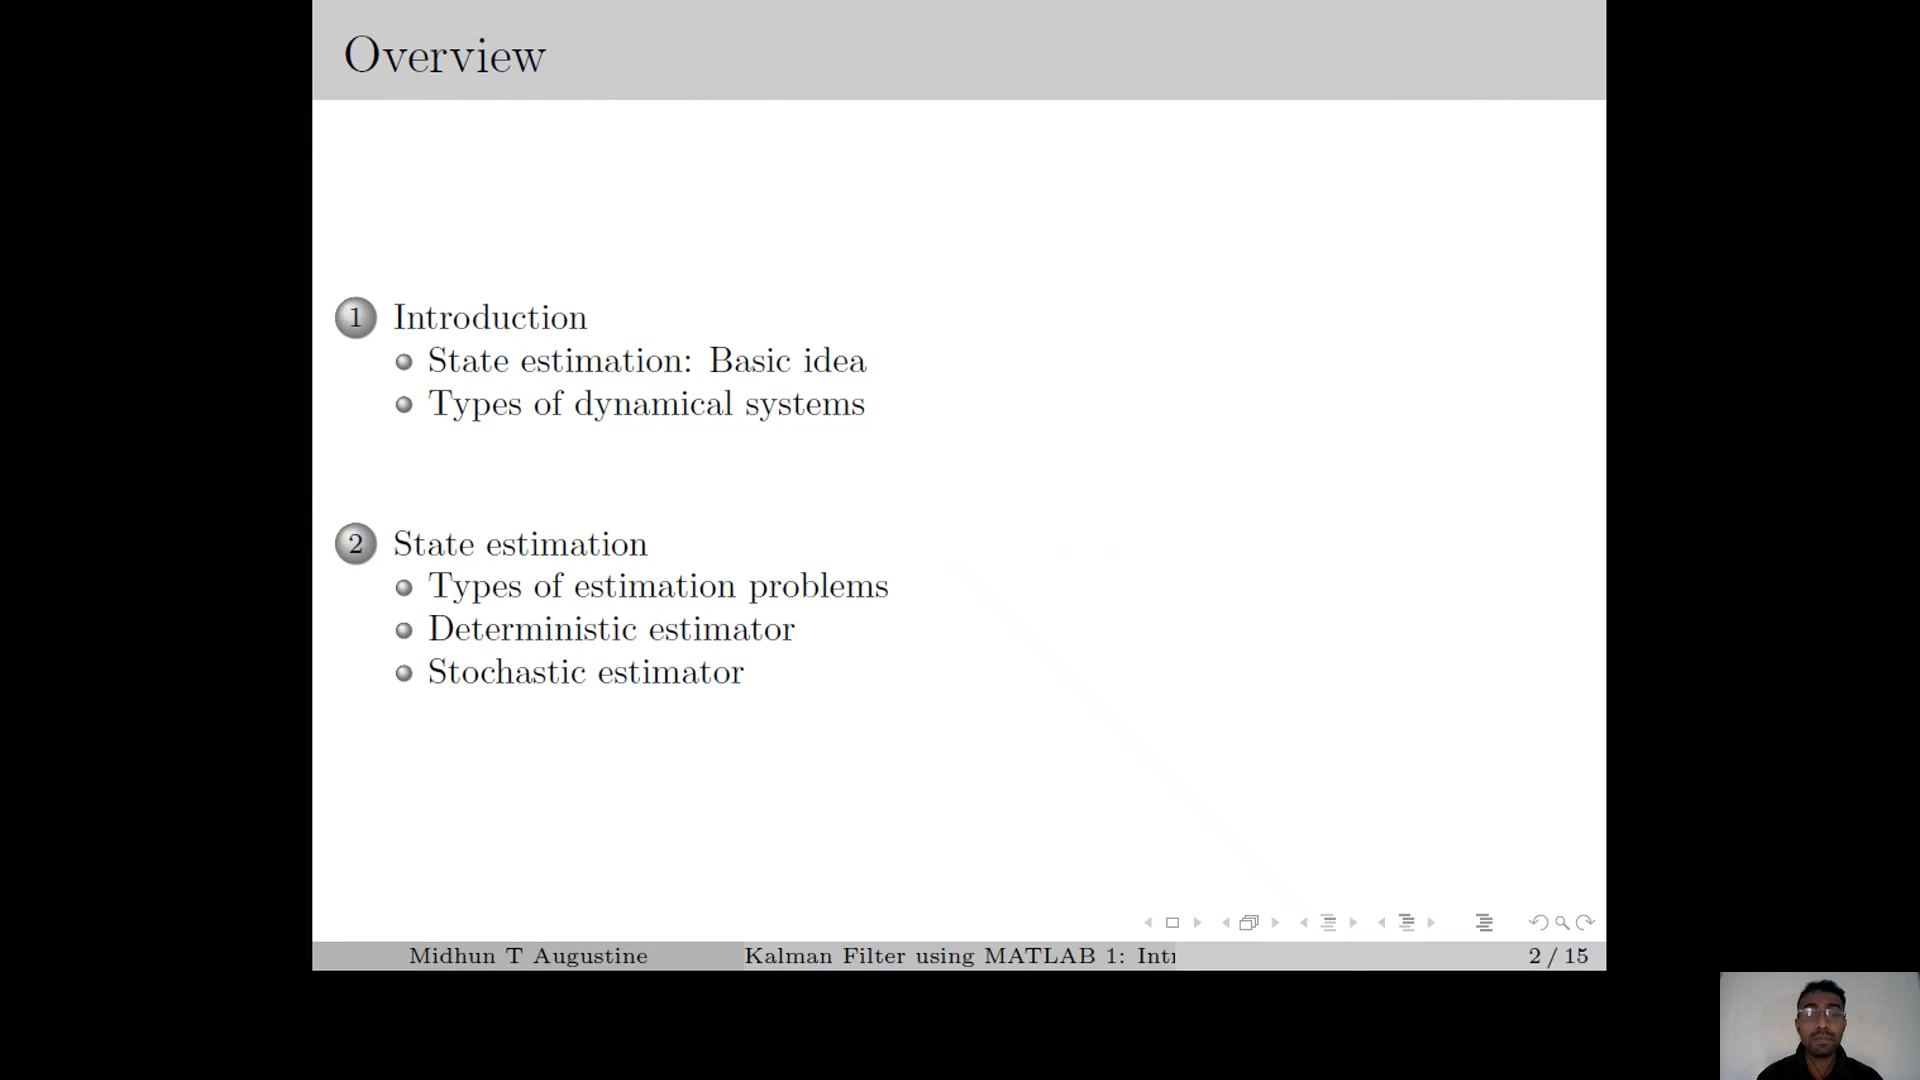 Overview
1 Introduction
State estimation: Basic idea
Types of dynamical systems
2 State estimation
Types of estimation problems
Deterministic estimator
Stochastic estimator
Midhun T Augustine Kalman Filter using MATLAB 1: 2 / 15